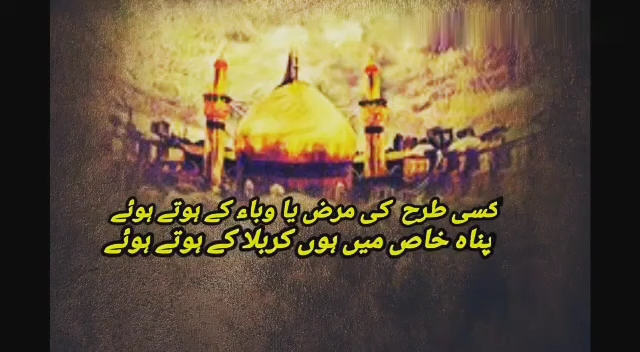 کسی طرح کی مرض یا وباء کے ہوتے ہوئے
پناہ خاص میں ہوں کربلا کے ہوتے ہوئے